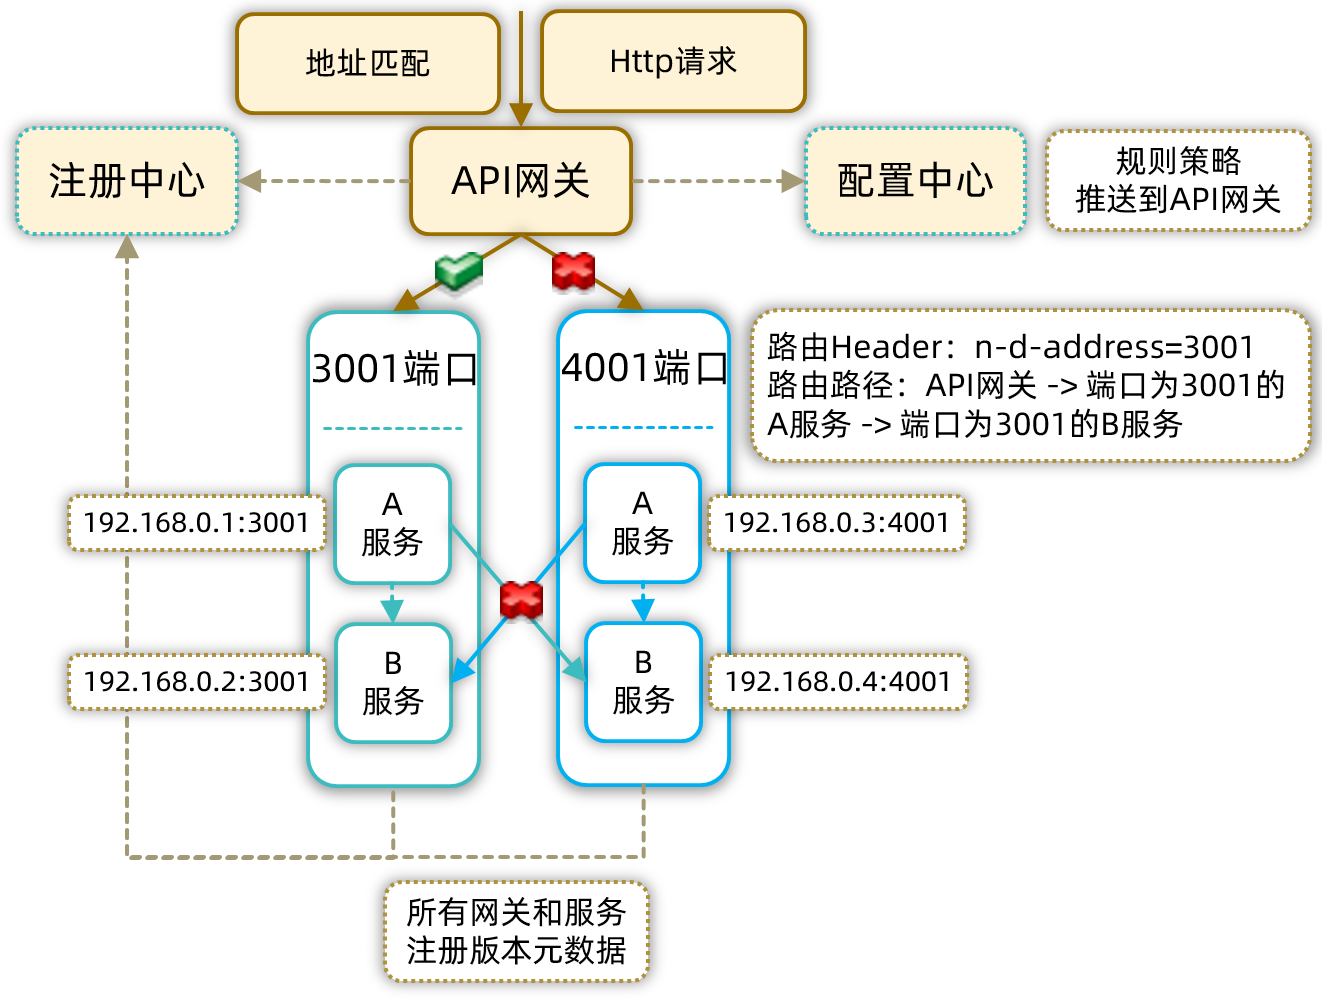 地址匹配
Http请求
注册中心
API网关
配置中心
规则策略
推送到API网关
3001端口
4001端口
路由Header：n-d-address=3001
路由路径：API网关 -> 端口为3001的
A服务 -> 端口为3001的B服务
192.168.0.1:3001
A
服务
A
服务
192.168.0.3:4001
192.168.0.2:3001
B
服务
B
服务
192.168.0.4:4001
所有网关和服务
注册版本元数据